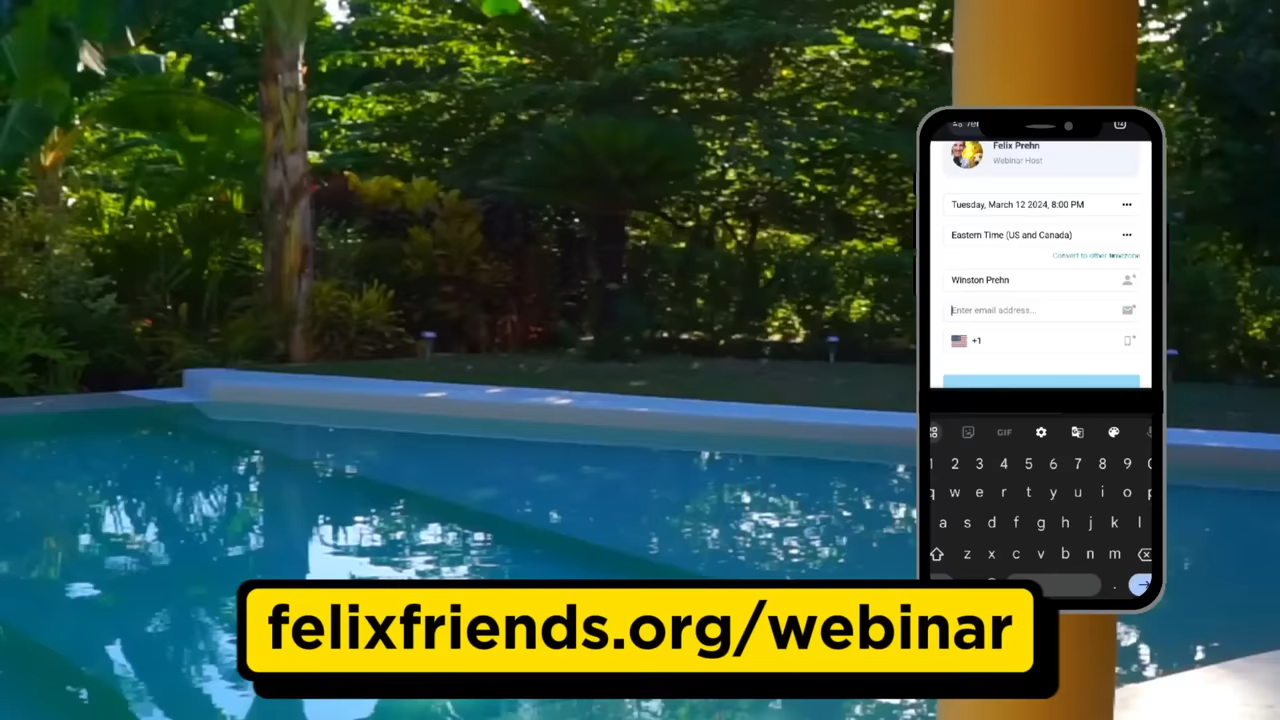 Felix Prehn
Webinar Host
Tuesday, March 12 2024, 8:00 PM
Eastern Time (US and Canada)
Convert to other timezone
Winston Prehn
Enter email address...
+1
GIF
1 2 3 4 5 6 7 8 9 0
q w e r t y u i o p
a s d f g h j k l
z x c v b n m
.
felixfriends.org/webinar